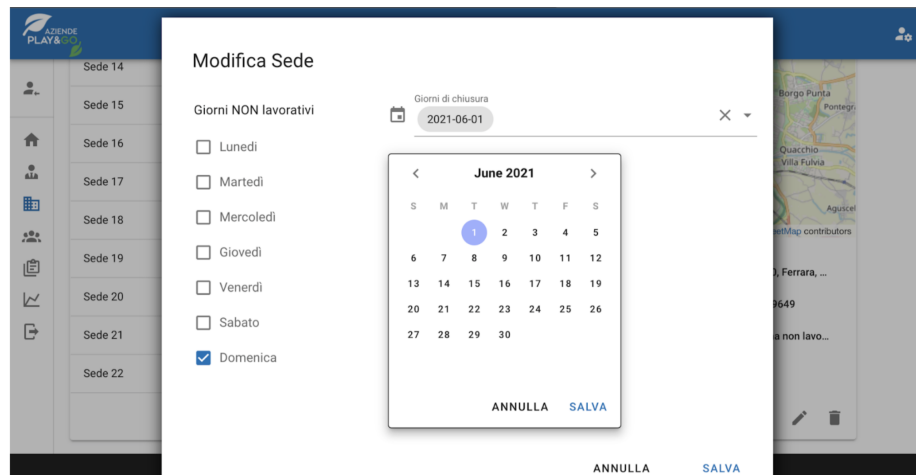 AZIENDE
PLAY&GO
Sede 14
Sede 15
Sede 16
Sede 17
Sede 18
Sede 19
Sede 20
Sede 21
Sede 22
Modifica Sede
Giorni NON lavorativi
Lunedì
Martedì
Mercoledì
Giovedì
Venerdì
Sabato
Domenica
Giorni di chiusura
2021-06-01
June 2021
S M T W T F S
1 2 3 4 5
6 7 8 9 10 11 12
13 14 15 16 17 18 19
20 21 22 23 24 25 26
27 28 29 30
ANNULLA SALVA
ANNULLA SALVA
Borgo Punta
Quacchio
Villa Fulvia
contributors
Ferrara, ...
9649
non lavo...